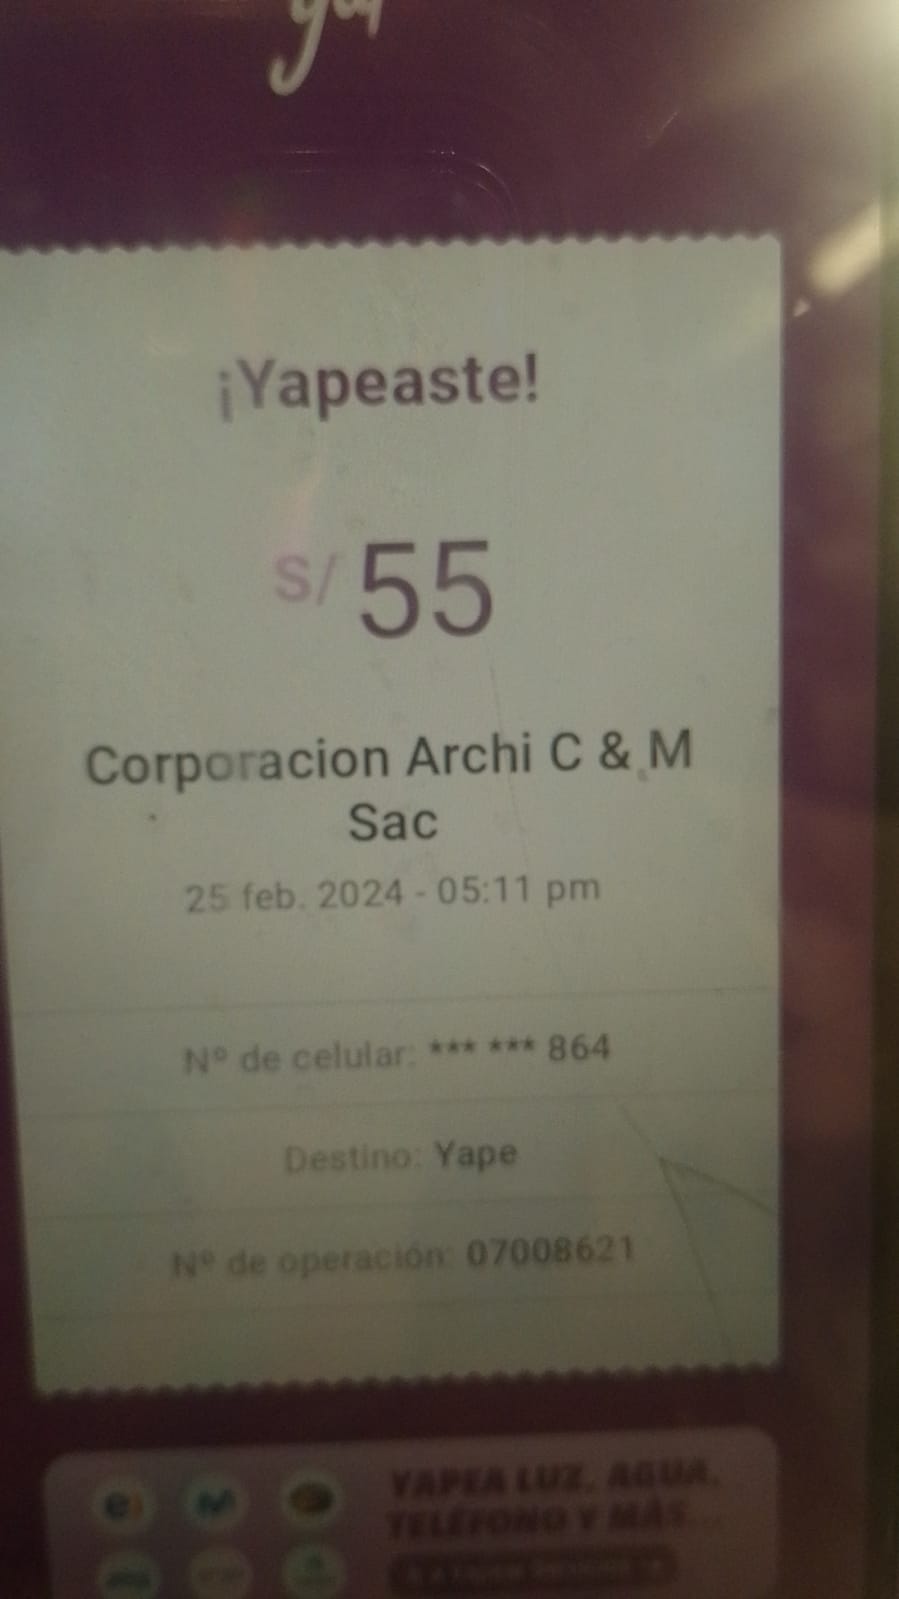 ¡Yapeaste!
S/ 55
Corporacion Archi C & M
Sac
25 feb. 2024 - 05:11 pm
Nº de celular: *** *** 864
Destino: Yape
Nº de operación: 07008621
YAPEA LUZ, AGUA,
TELÉFONO Y MÁS...